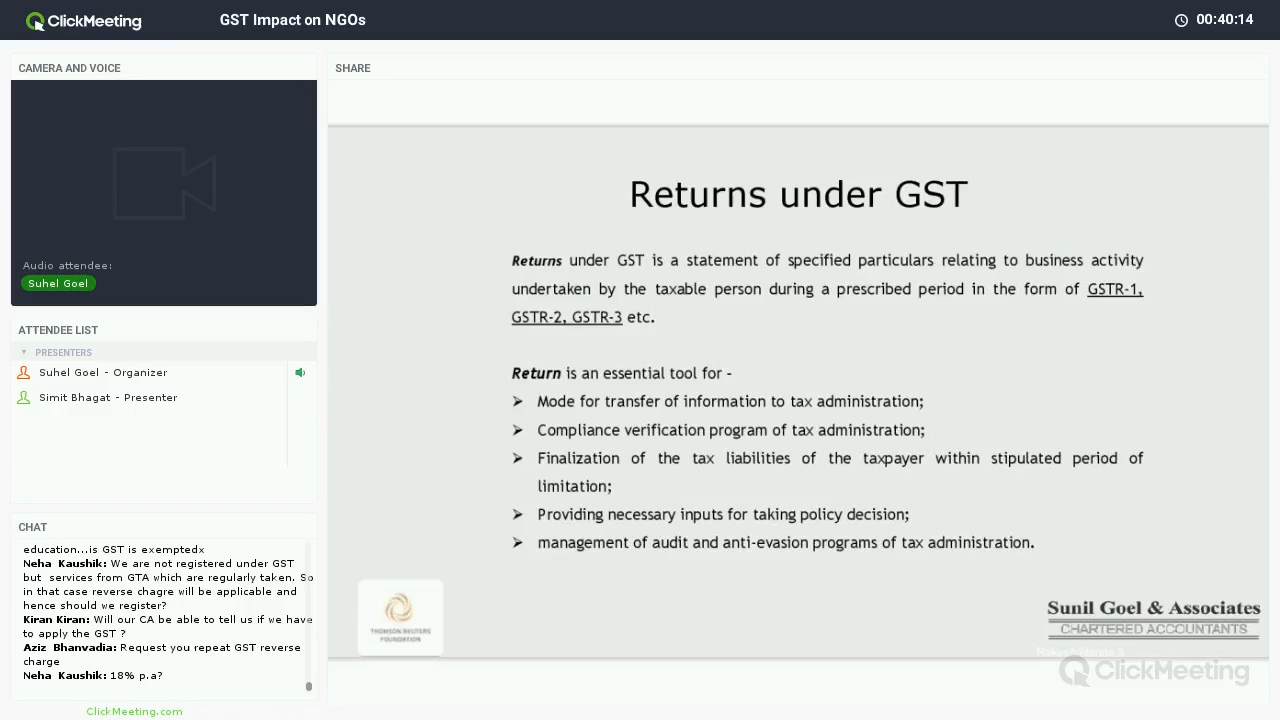 ClickMeeting
GST Impact on NGOs
00:40:14
CAMERA AND VOICE
Audio attendee:
Suhel Goel
ATTENDEE LIST
PRESENTERS
Suhel Goel - Organizer
Simit Bhagat - Presenter
CHAT
education...is GST is exemptedx
Neha Kaushik: We are not registered under GST
but services from GTA which are regularly taken. So
in that case reverse chagre will be applicable and
hence should we register?
Kiran Kiran: Will our CA be able to tell us if we have
to apply the GST ?
Aziz Bhanvadia: Request you repeat GST reverse
charge
Neha Kaushik: 18% p.a?
ClickMeeting.com
SHARE
Returns under GST
Returns under GST is a statement of specified particulars relating to business activity
undertaken by the taxable person during a prescribed period in the form of GSTR-1,
GSTR-2, GSTR-3 etc.
Return is an essential tool for -
➢ Mode for transfer of information to tax administration;
➢ Compliance verification program of tax administration;
➢ Finalization of the tax liabilities of the taxpayer within stipulated period of
limitation;
➢ Providing necessary inputs for taking policy decision;
➢ management of audit and anti-evasion programs of tax administration.
THOMSON REUTERS
FOUNDATION
Sunil Goel & Associates
CHARTERED ACCOUNTANTS
ClickMeeting